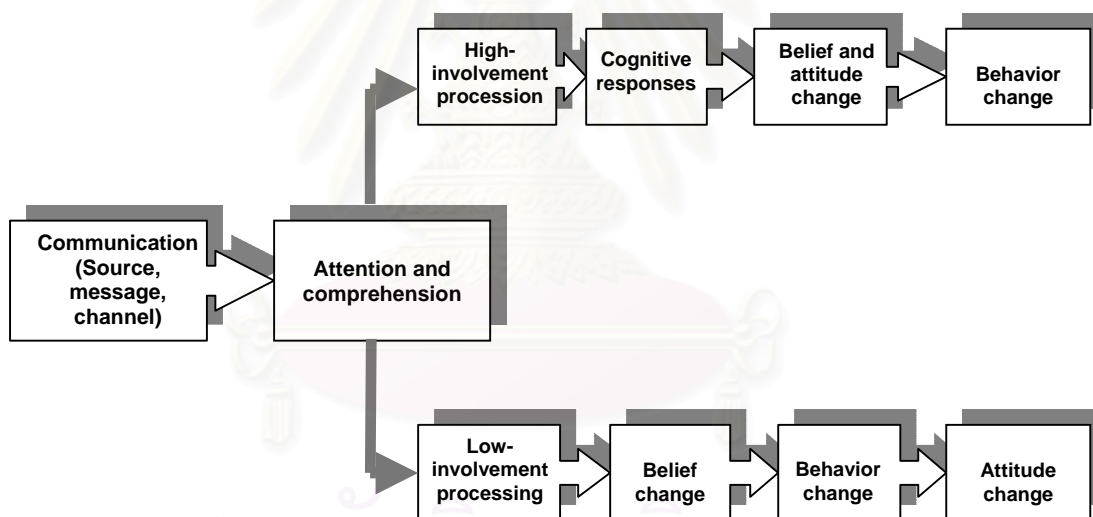 High-
involvement
procession
Cognitive
responses
Belief and
attitude
change
Behavior
change
Communication
(Source,
message,
channel)
Attention and
comprehension
Low-
involvement
processing
Belief
change
Behavior
change
Attitude
change